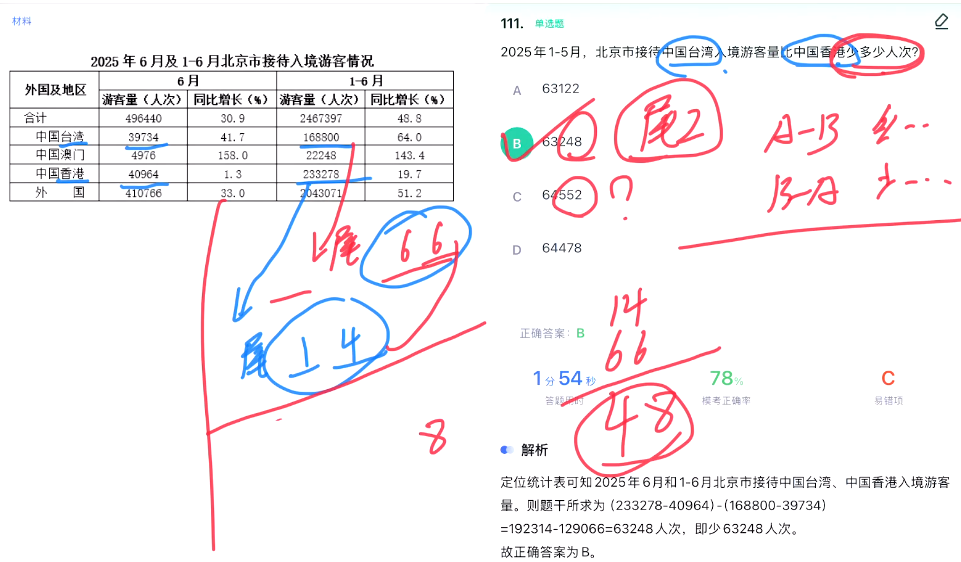 材料
2025年6月及1-6月北京市接待入境游客情况
外国及地区 6月 1-6月
游客量（人次） 同比增长（%） 游客量（人次） 同比增长（%）
合计 496440 30.9 2467397 48.8
中国台湾 39734 41.7 168800 64.0
中国澳门 4976 158.0 22248 143.4
中国香港 40964 1.3 233278 19.7
外 国 410766 33.0 2043071 51.2
尾 66
尾 14
8
111. 单选题
2025年1-5月，北京市接待中国台湾入境游客量比中国香港少多少人次?
A 63122
B 63248
C 64552
D 64478
尾2
?
A-B 多...
B-A 少...
14
66
48
正确答案：B
1分54秒
答题用时
78%
模考正确率
C
易错项
解析
定位统计表可知2025年6月和1-6月北京市接待中国台湾、中国香港入境游客
量。则题干所求为（233278-40964）-（168800-39734）
=192314-129066=63248人次，即少63248人次。
故正确答案为B。